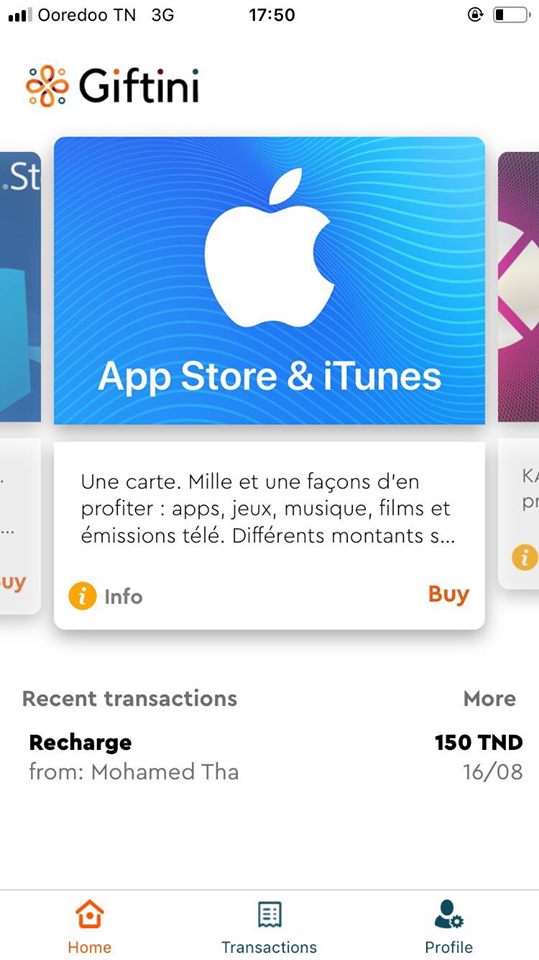 Ooredoo TN 3G 17:50
Giftini
.St
App Store & iTunes
Une carte. Mille et une façons d'en
profiter : apps, jeux, musique, films et
émissions télé. Différents montants s...
...
uy
i Info
Buy
KA
pr
i
Recent transactions More
Recharge 150 TND
from: Mohamed Tha 16/08
Home Transactions Profile